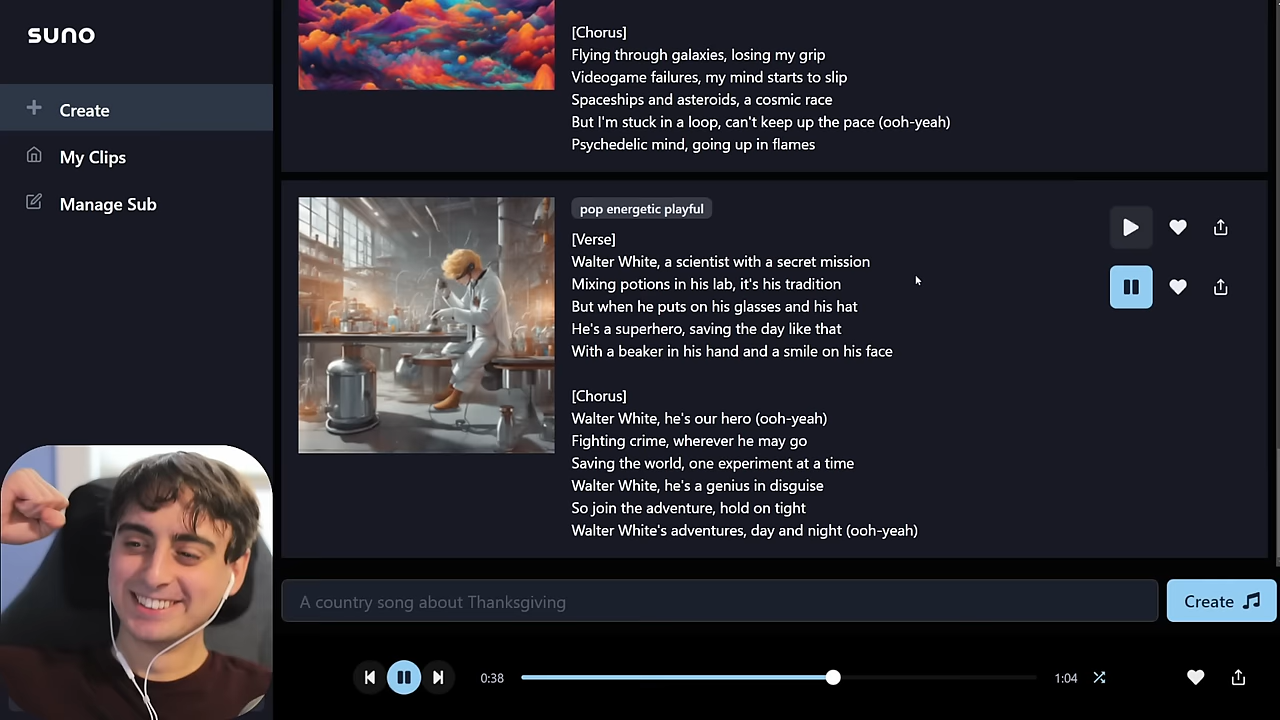 suno
Create
My Clips
Manage Sub
[Chorus]
Flying through galaxies, losing my grip
Videogame failures, my mind starts to slip
Spaceships and asteroids, a cosmic race
But I'm stuck in a loop, can't keep up the pace (ooh-yeah)
Psychedelic mind, going up in flames
pop energetic playful
[Verse]
Walter White, a scientist with a secret mission
Mixing potions in his lab, it's his tradition
But when he puts on his glasses and his hat
He's a superhero, saving the day like that
With a beaker in his hand and a smile on his face
[Chorus]
Walter White, he's our hero (ooh-yeah)
Fighting crime, wherever he may go
Saving the world, one experiment at a time
Walter White, he's a genius in disguise
So join the adventure, hold on tight
Walter White's adventures, day and night (ooh-yeah)
A country song about Thanksgiving
Create
0:38
1:04